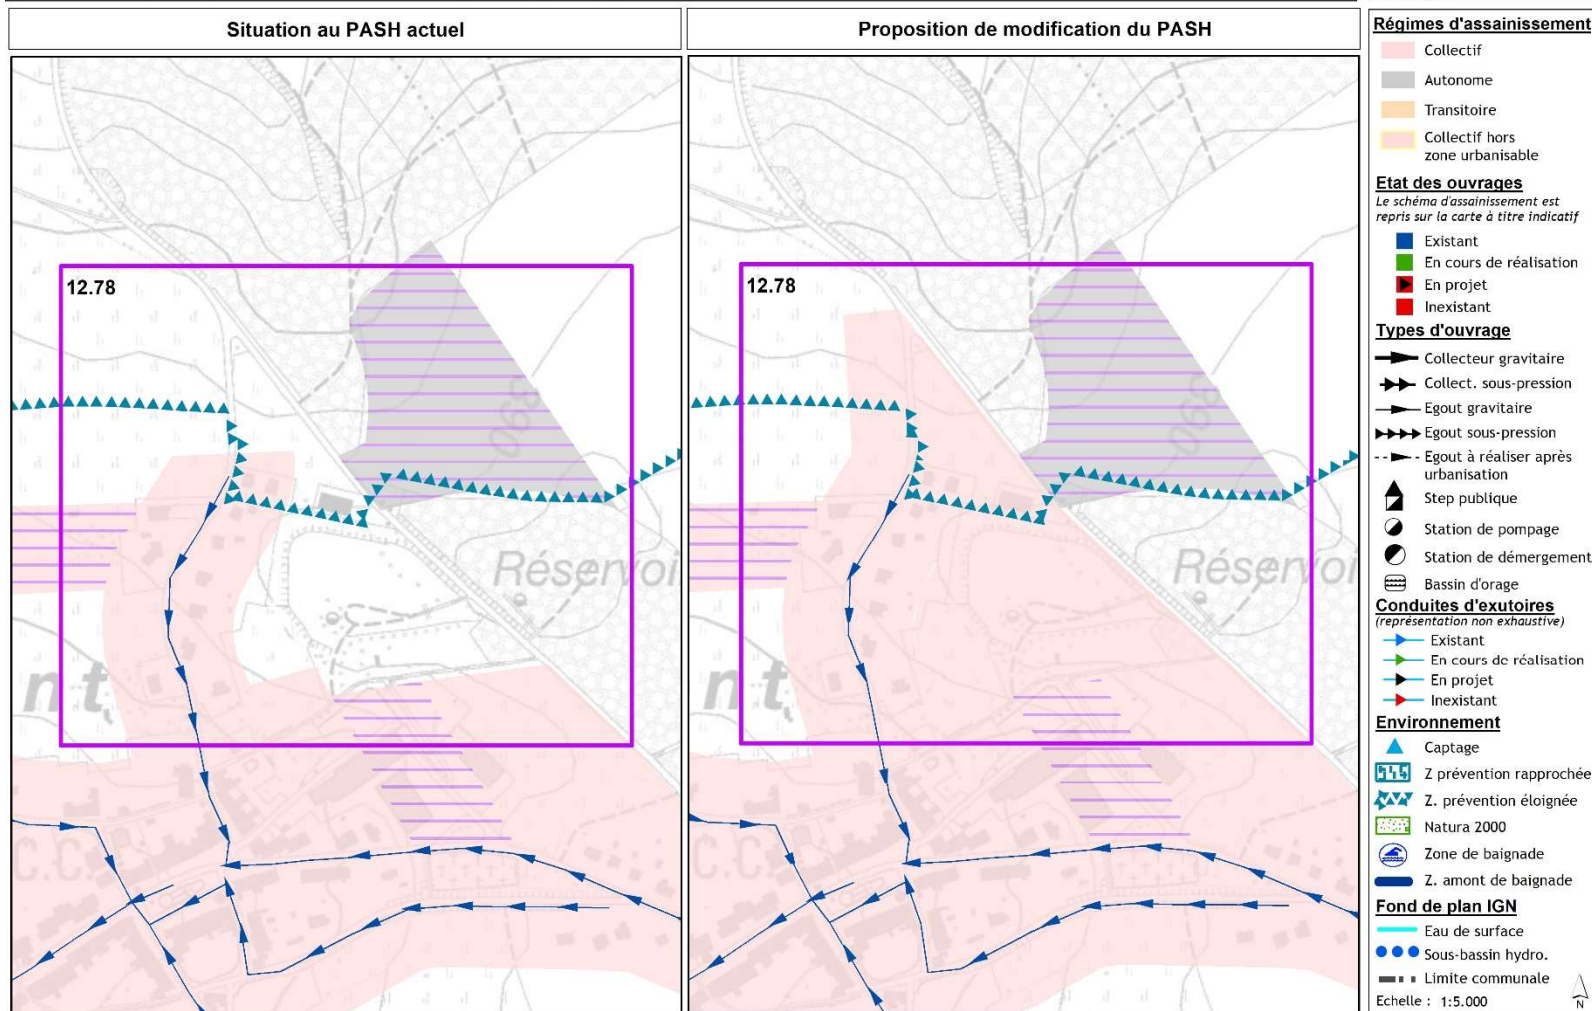 Situation au PASH actuel
Proposition de modification du PASH
12.78
Réservoi
nt
C.C
068
12.78
Réservoi
nt
C.C
068
Régimes d'assainissement
Collectif
Autonome
Transitoire
Collectif hors
zone urbanisable
Etat des ouvrages
Le schéma d'assainissement est
repris sur la carte à titre indicatif
Existant
En cours de réalisation
En projet
Inexistant
Types d'ouvrage
Collecteur gravitaire
Collect. sous-pression
Egout gravitaire
Egout sous-pression
Egout à réaliser après
urbanisation
Step publique
Station de pompage
Station de démergement
Bassin d'orage
Conduites d'exutoires
(représentation non exhaustive)
Existant
En cours de réalisation
En projet
Inexistant
Environnement
Captage
Z prévention rapprochée
Z. prévention éloignée
Natura 2000
Zone de baignade
Z. amont de baignade
Fond de plan IGN
Eau de surface
Sous-bassin hydro.
Limite communale
Echelle : 1:5.000
N